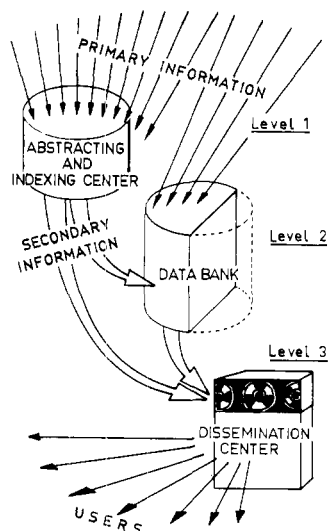 PRIMARY INFORMATION
Level 1
ABSTRACTING
AND
INDEXING CENTER
SECONDARY
INFORMATION
Level 2
DATA BANK
Level 3
DISSEMINATION
CENTER
USERS